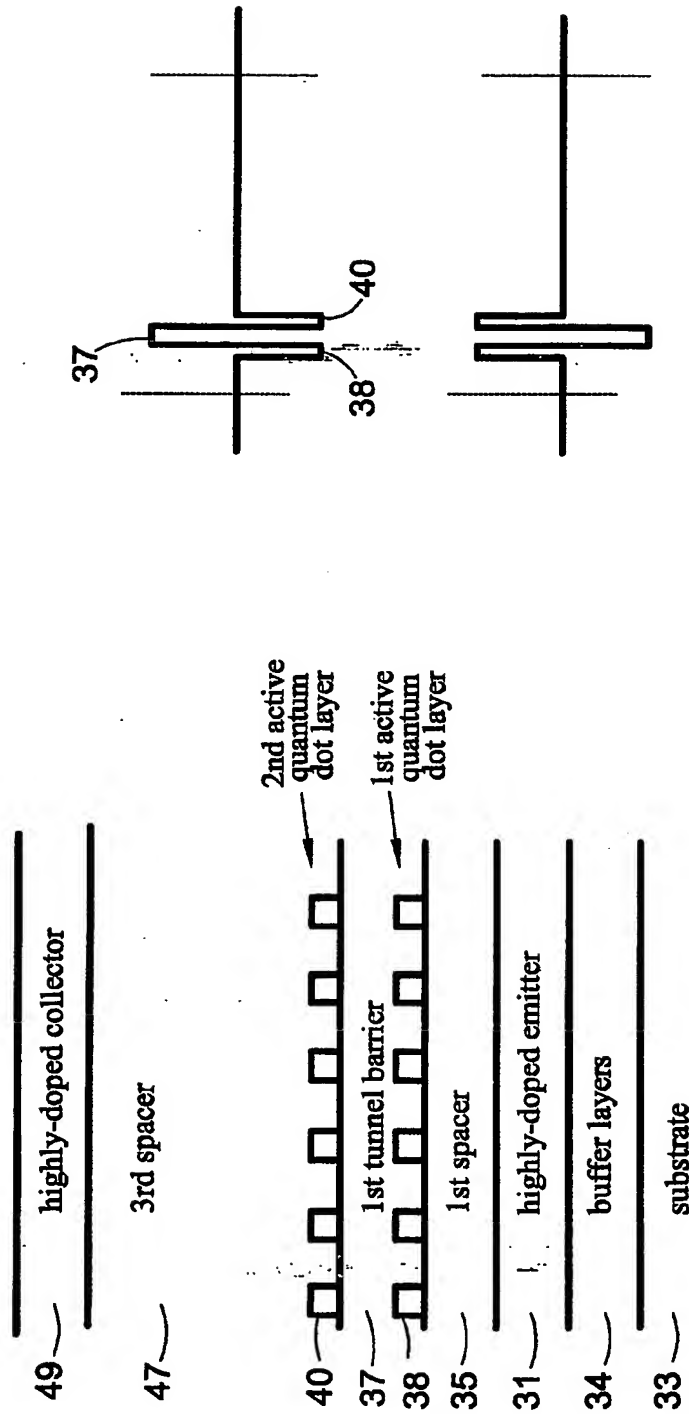 49
highly-doped collector
47
3rd spacer
40
2nd active
quantum
dot layer
37
1st tunnel barrier
38
1st active
quantum
dot layer
35
1st spacer
31
highly-doped emitter
34
buffer layers
33
substrate
37
38
40